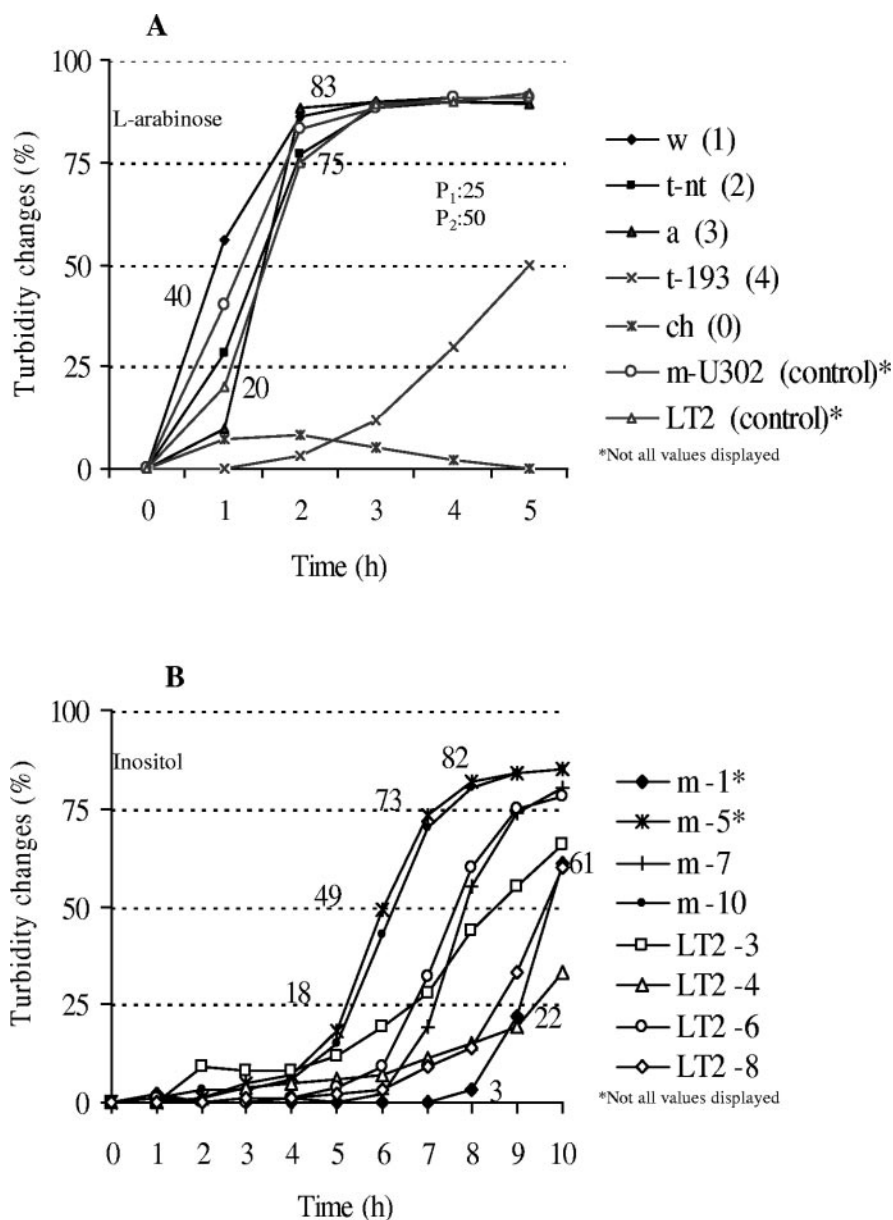 A
Turbidity changes (%)
100
75
50
25
0
L-arabinose
83
75
P1:25
P2:50
40
20
0 1 2 3 4 5
Time (h)
w (1)
t-nt (2)
a (3)
t-193 (4)
ch (0)
m-U302 (control)*
LT2 (control)*
*Not all values displayed
B
Turbidity changes (%)
100
75
50
25
0
Inositol
82
73
61
49
18
22
3
0 1 2 3 4 5 6 7 8 9 10
Time (h)
m-1*
m-5*
m-7
m-10
LT2-3
LT2-4
LT2-6
LT2-8
*Not all values displayed